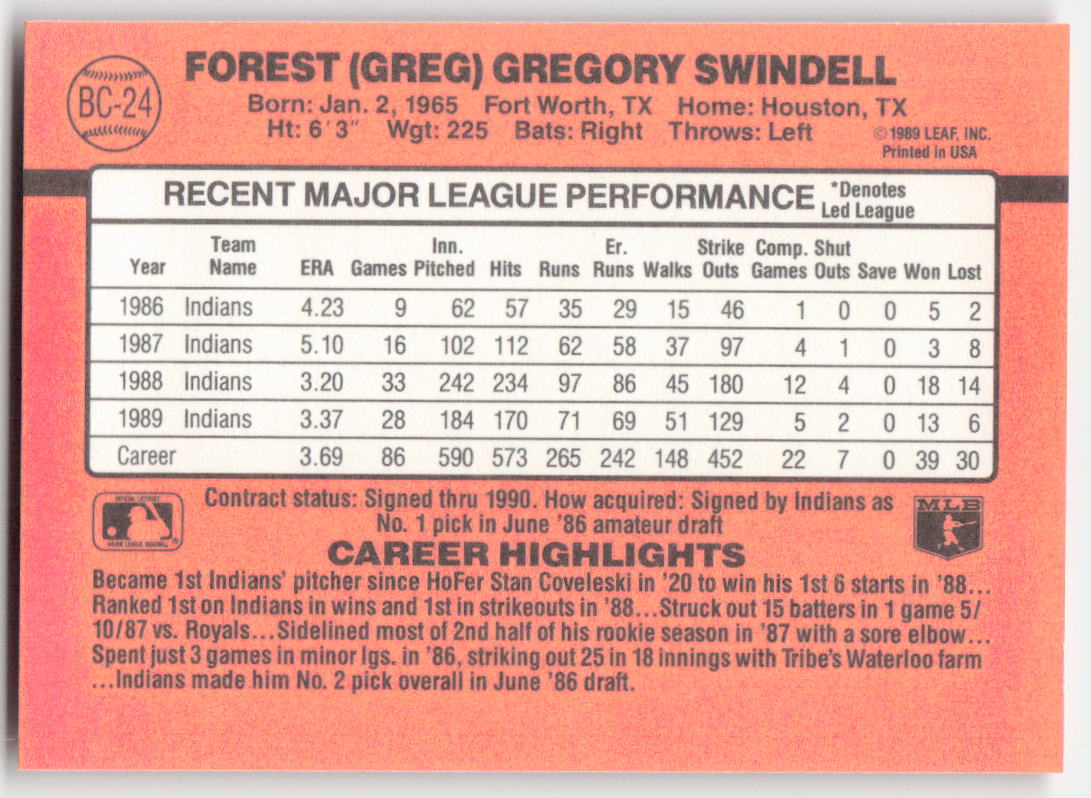 BC-24
FOREST (GREG) GREGORY SWINDELL
Born: Jan. 2, 1965 Fort Worth, TX Home: Houston, TX
Ht: 6'3" Wgt: 225 Bats: Right Throws: Left
©1989 LEAF, INC.
Printed in USA
RECENT MAJOR LEAGUE PERFORMANCE *Denotes
Led League
Team Inn. Er. Strike Comp. Shut
Year Name ERA Games Pitched Hits Runs Runs Walks Outs Games Outs Save Won Lost
1986 Indians 4.23 9 62 57 35 29 15 46 1 0 0 5 2
1987 Indians 5.10 16 102 112 62 58 37 97 4 1 0 3 8
1988 Indians 3.20 33 242 234 97 86 45 180 12 4 0 18 14
1989 Indians 3.37 28 184 170 71 69 51 129 5 2 0 13 6
Career 3.69 86 590 573 265 242 148 452 22 7 0 39 30
OFFICIAL LICENSEE
MAJOR LEAGUE BASEBALL
Contract status: Signed thru 1990. How acquired: Signed by Indians as
No. 1 pick in June '86 amateur draft
MLB
CAREER HIGHLIGHTS
Became 1st Indians' pitcher since HoFer Stan Coveleski in '20 to win his 1st 6 starts in '88...
Ranked 1st on Indians in wins and 1st in strikeouts in '88...Struck out 15 batters in 1 game 5/
10/87 vs. Royals...Sidelined most of 2nd half of his rookie season in '87 with a sore elbow...
Spent just 3 games in minor lgs. in '86, striking out 25 in 18 innings with Tribe's Waterloo farm
...Indians made him No. 2 pick overall in June '86 draft.